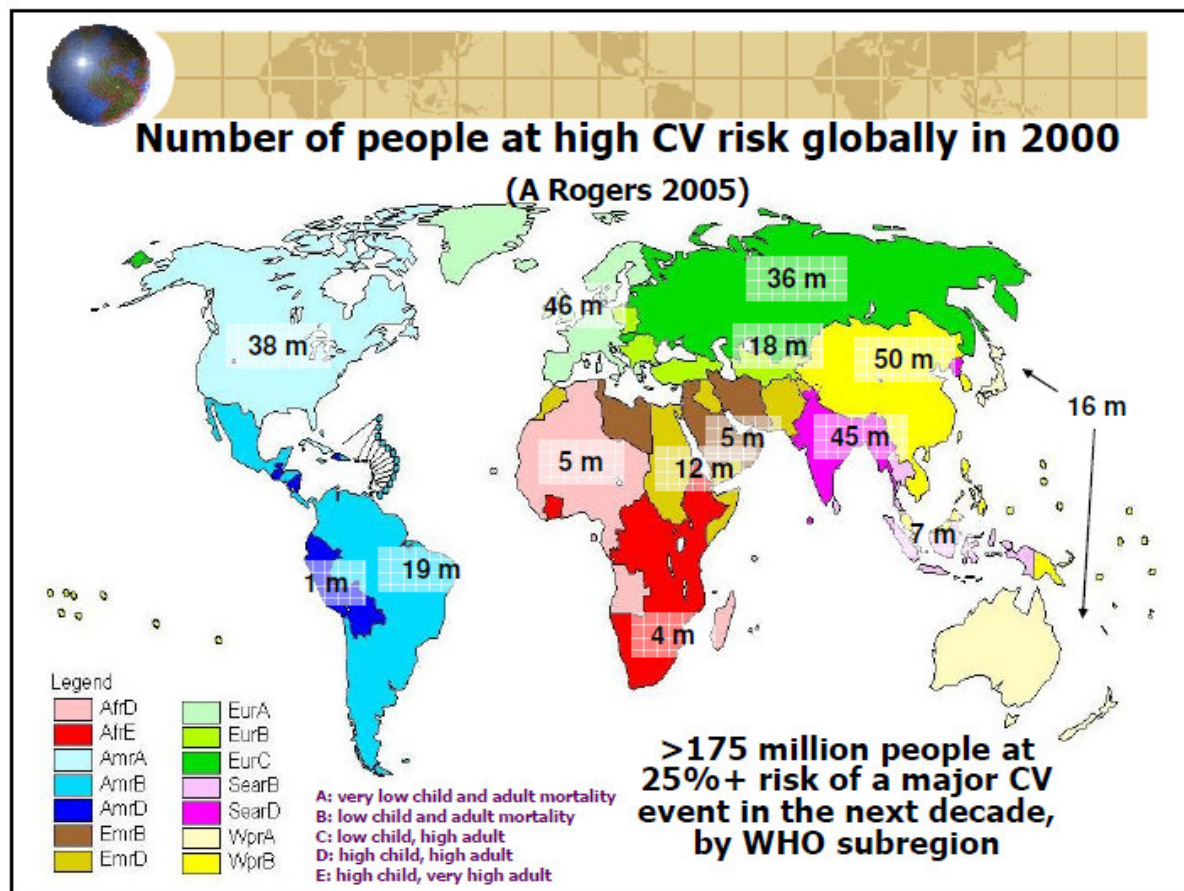 Number of people at high CV risk globally in 2000
(A Rogers 2005)
36 m
46 m
38 m
18 m
50 m
16 m
5 m
45 m
5 m
12 m
7 m
1 m
19 m
4 m
Legend
AfrD
AfrE
AmrA
AmrB
AmrD
EmrB
EmrD
EurA
EurB
EurC
SearB
SearD
WprA
WprB
A: very low child and adult mortality
B: low child and adult mortality
C: low child, high adult
D: high child, high adult
E: high child, very high adult
>175 million people at
25%+ risk of a major CV
event in the next decade,
by WHO subregion